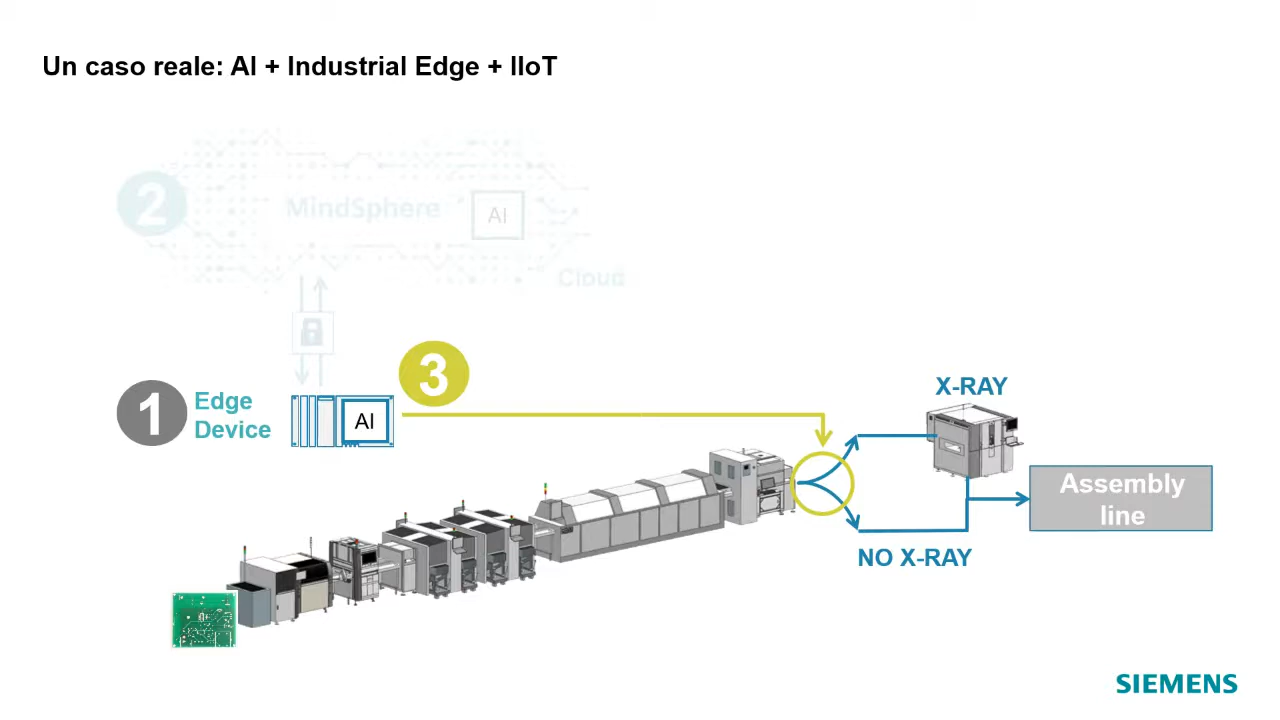 Un caso reale: AI + Industrial Edge + IIoT
2
MindSphere
AI
Cloud
3
1
Edge
Device
AI
X-RAY
Assembly
line
NO X-RAY
SIEMENS